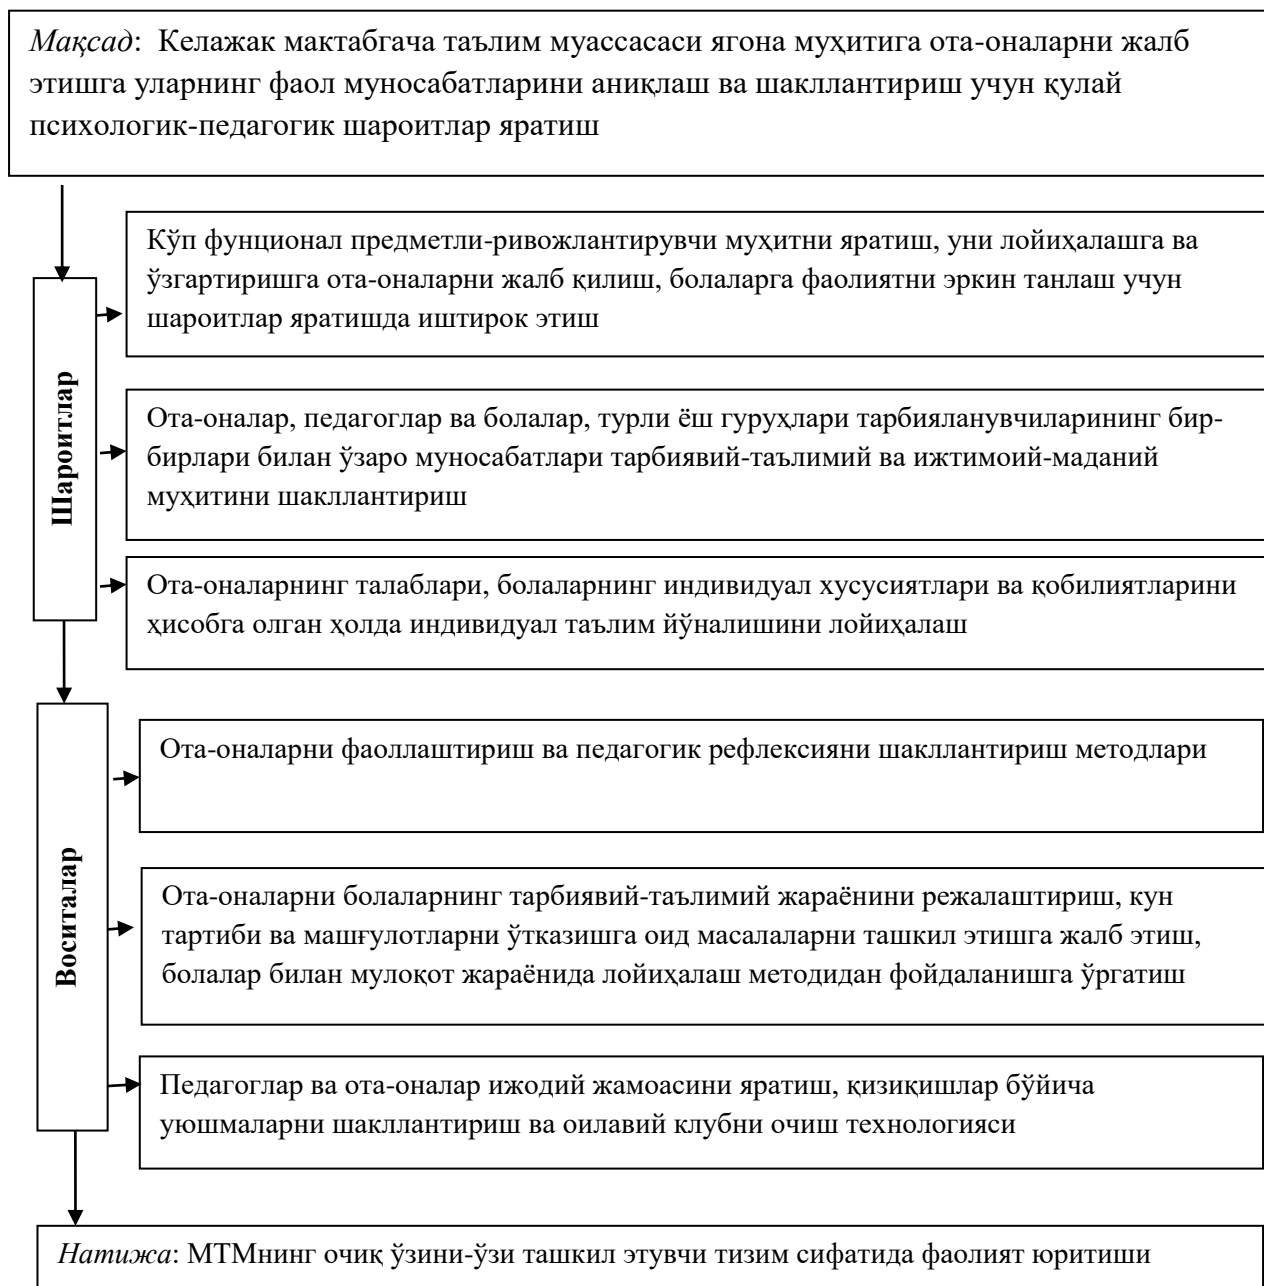 Мақсад: Келажак мактабгача таълим муассасаси ягона муҳитига ота-оналарни жалб
этишга уларнинг фаол муносабатларини аниқлаш ва шакллантириш учун қулай
психологик-педагогик шароитлар яратиш
Шароитлар
Кўп фунционал предметли-ривожлантирувчи муҳитни яратиш, уни лойиҳалашга ва
ўзгартиришга ота-оналарни жалб қилиш, болаларга фаолиятни эркин танлаш учун
шароитлар яратишда иштирок этиш
Ота-оналар, педагоглар ва болалар, турли ёш гуруҳлари тарбияланувчиларининг бир-
бирлари билан ўзаро муносабатлари тарбиявий-таълимий ва ижтимоий-маданий
муҳитини шакллантириш
Ота-оналарнинг талаблари, болаларнинг индивидуал хусусиятлари ва қобилиятларини
ҳисобга олган ҳолда индивидуал таълим йўналишини лойиҳалаш
Воситалар
Ота-оналарни фаоллаштириш ва педагогик рефлексияни шакллантириш методлари
Ота-оналарни болаларнинг тарбиявий-таълимий жараёнини режалаштириш, кун
тартиби ва машғулотларни ўтказишга оид масалаларни ташкил этишга жалб этиш,
болалар билан мулоқот жараёнида лойиҳалаш методидан фойдаланишга ўргатиш
Педагоглар ва ота-оналар ижодий жамоасини яратиш, қизиқишлар бўйича
уюшмаларни шакллантириш ва оилавий клубни очиш технологияси
Натижа: МТМнинг очиқ ўзини-ўзи ташкил этувчи тизим сифатида фаолият юритиши